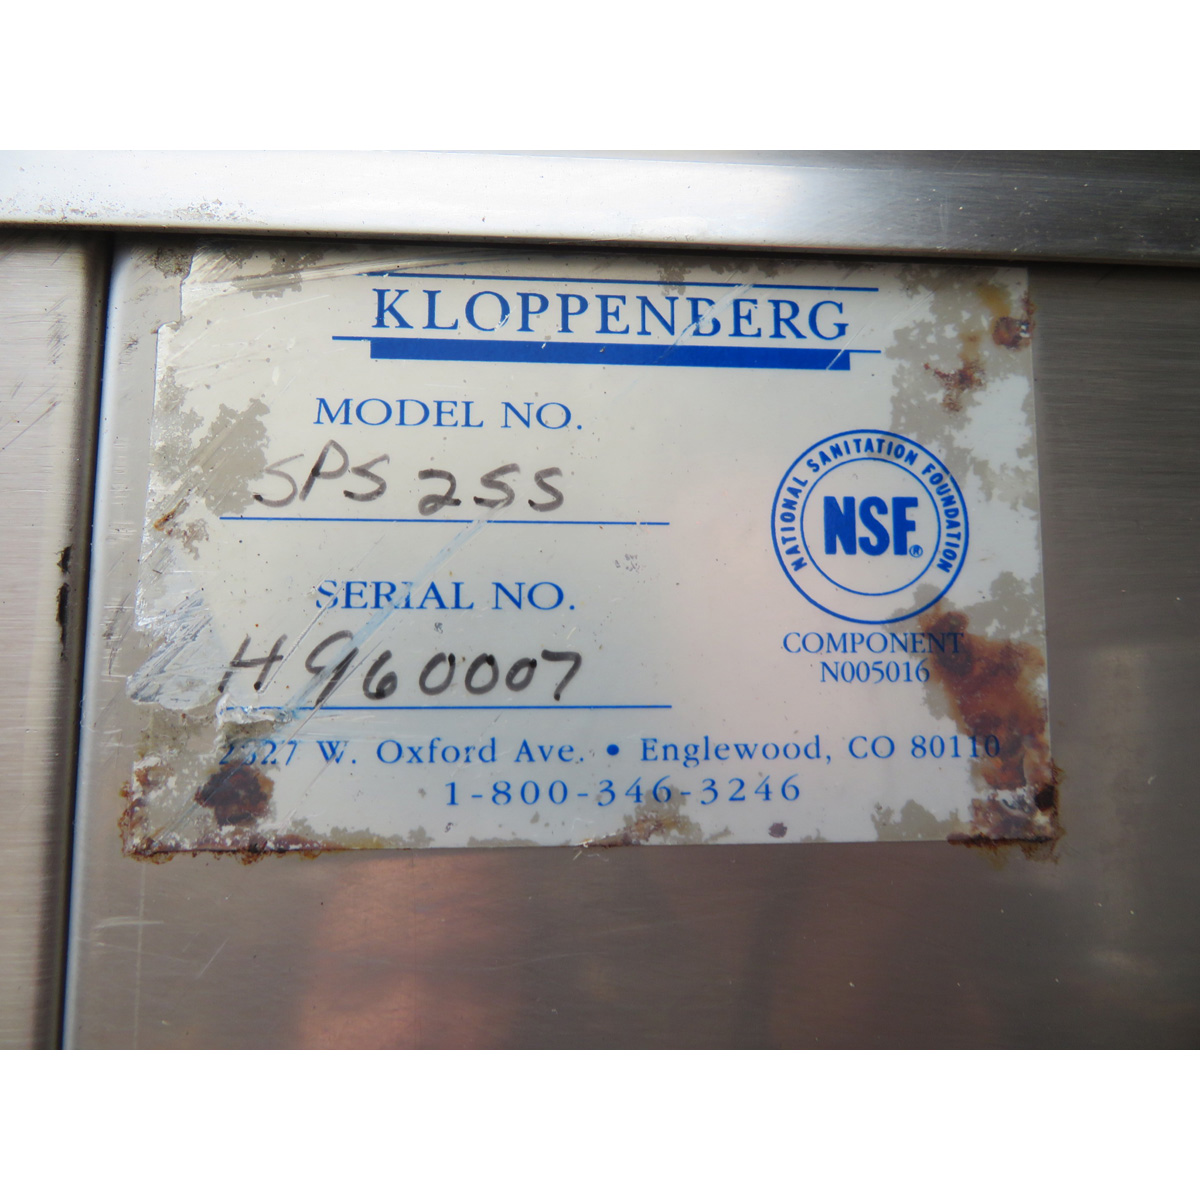 KLOPPENBERG
MODEL NO.
SPS 2SS
SERIAL NO.
H960007
NATIONAL SANITATION FOUNDATION
NSF®
COMPONENT
N005016
W. Oxford Ave. • Englewood, CO 80110
1-800-346-3246